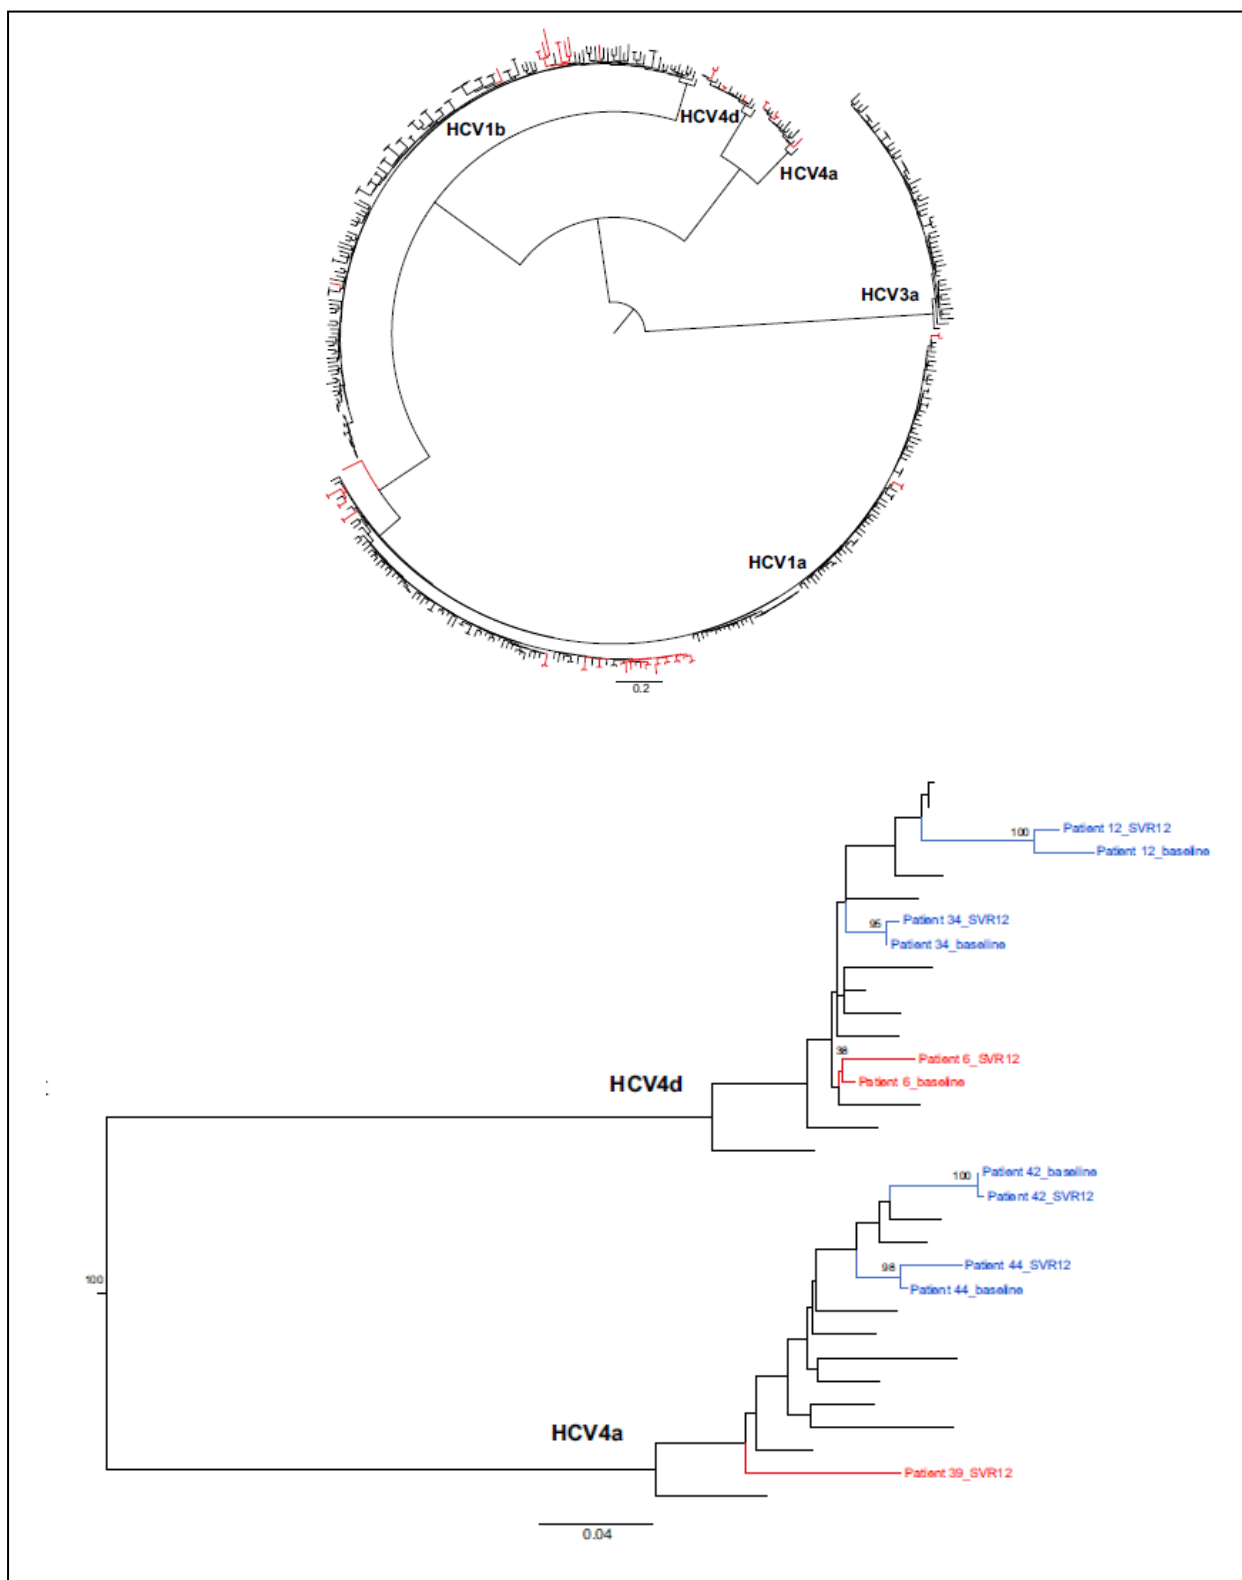 HCV1b
HCV4d
HCV4a
HCV3a
HCV1a
0.2
100
Patient 12_SVR12
Patient 12_baseline
95
Patient 34_SVR12
Patient 34_baseline
38
Patient 6_SVR12
Patient 6_baseline
HCV4d
100
Patient 42_baseline
Patient 42_SVR12
98
Patient 44_SVR12
Patient 44_baseline
100
HCV4a
Patient 39_SVR12
0.04